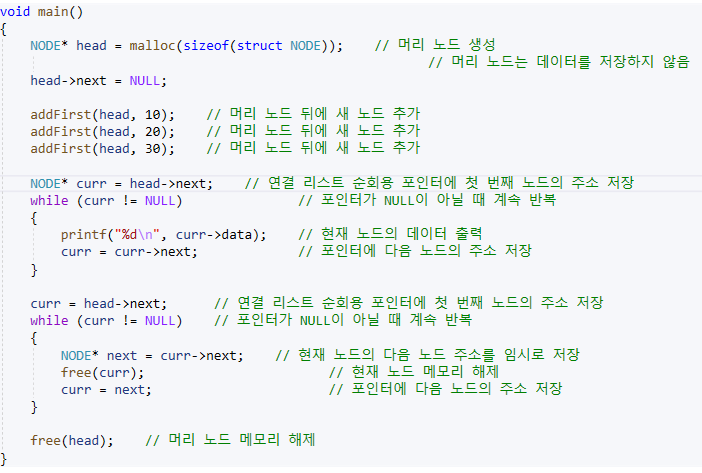 void main()
{
NODE* head = malloc(sizeof(struct NODE)); // 머리 노드 생성
// 머리 노드는 데이터를 저장하지 않음
head->next = NULL;
addFirst(head, 10); // 머리 노드 뒤에 새 노드 추가
addFirst(head, 20); // 머리 노드 뒤에 새 노드 추가
addFirst(head, 30); // 머리 노드 뒤에 새 노드 추가
NODE* curr = head->next; // 연결 리스트 순회용 포인터에 첫 번째 노드의 주소 저장
while (curr != NULL) // 포인터가 NULL이 아닐 때 계속 반복
{
printf("%d\n", curr->data); // 현재 노드의 데이터 출력
curr = curr->next; // 포인터에 다음 노드의 주소 저장
}
curr = head->next; // 연결 리스트 순회용 포인터에 첫 번째 노드의 주소 저장
while (curr != NULL) // 포인터가 NULL이 아닐 때 계속 반복
{
NODE* next = curr->next; // 현재 노드의 다음 노드 주소를 임시로 저장
free(curr); // 현재 노드 메모리 해제
curr = next; // 포인터에 다음 노드의 주소 저장
}
free(head); // 머리 노드 메모리 해제
}